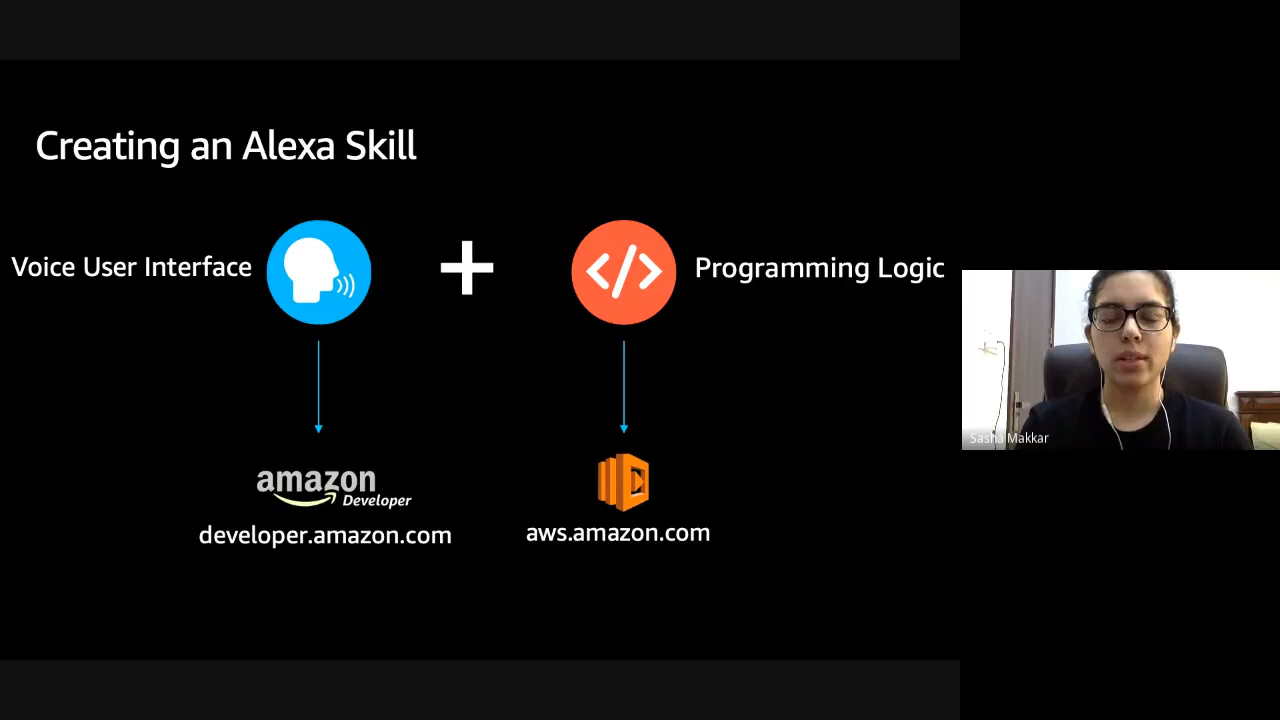 Creating an Alexa Skill
Voice User Interface
Programming Logic
amazon
Developer
developer.amazon.com
aws.amazon.com
Sasha Makkar